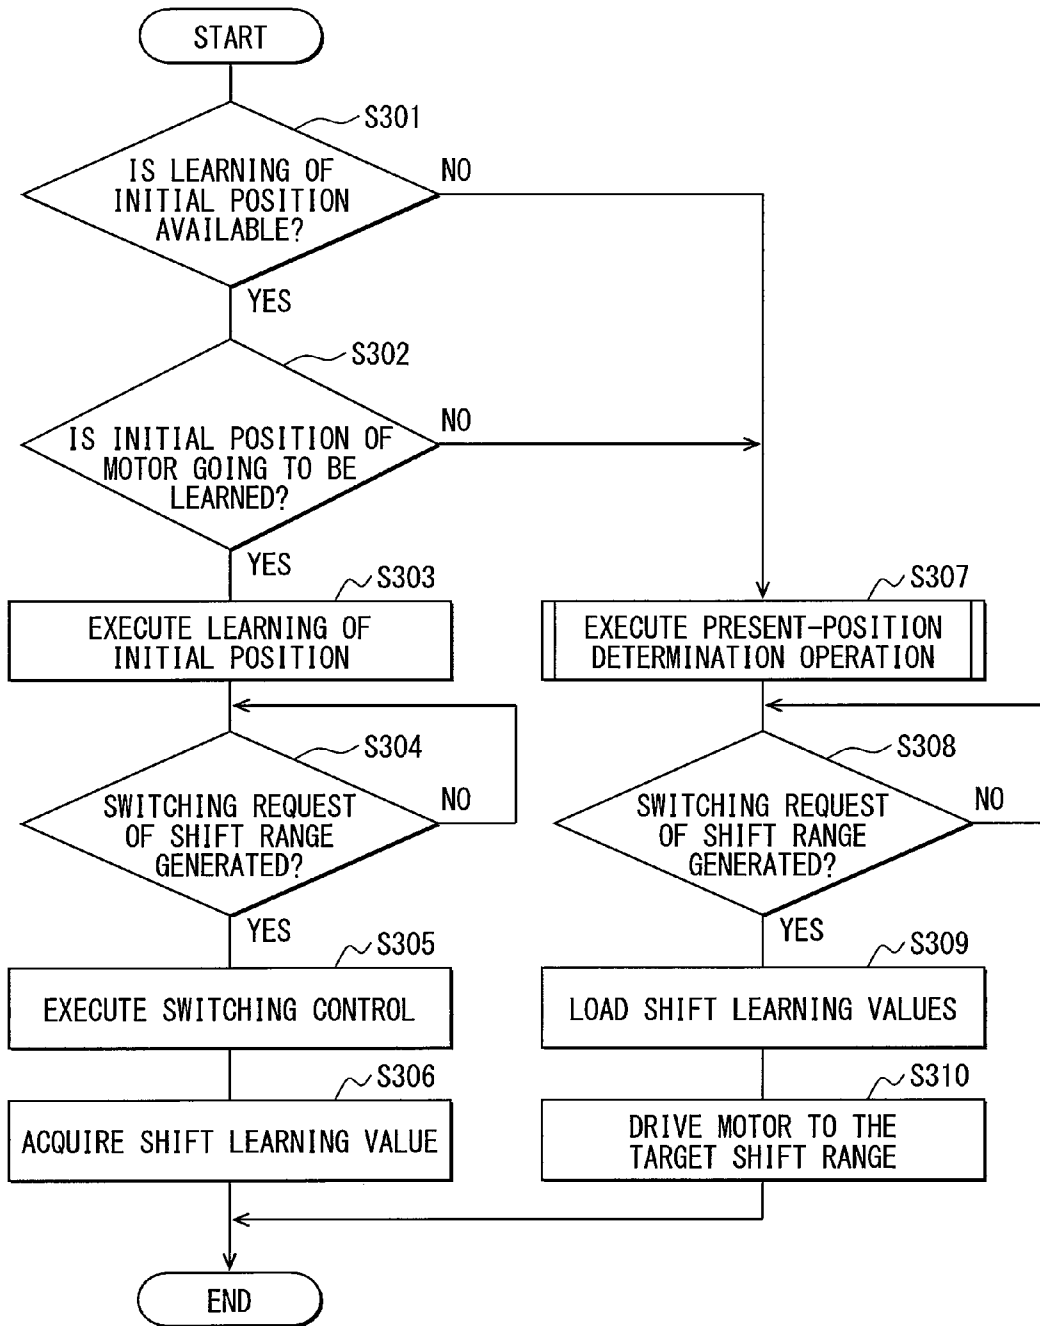 START
S301
IS LEARNING OF
INITIAL POSITION
AVAILABLE?
NO
YES
S302
IS INITIAL POSITION OF
MOTOR GOING TO BE
LEARNED?
NO
YES
S303
EXECUTE LEARNING OF
INITIAL POSITION
S304
SWITCHING REQUEST
OF SHIFT RANGE
GENERATED?
NO
YES
S305
EXECUTE SWITCHING CONTROL
S306
ACQUIRE SHIFT LEARNING VALUE
S307
EXECUTE PRESENT-POSITION
DETERMINATION OPERATION
S308
SWITCHING REQUEST
OF SHIFT RANGE
GENERATED?
NO
YES
S309
LOAD SHIFT LEARNING VALUES
S310
DRIVE MOTOR TO THE
TARGET SHIFT RANGE
END